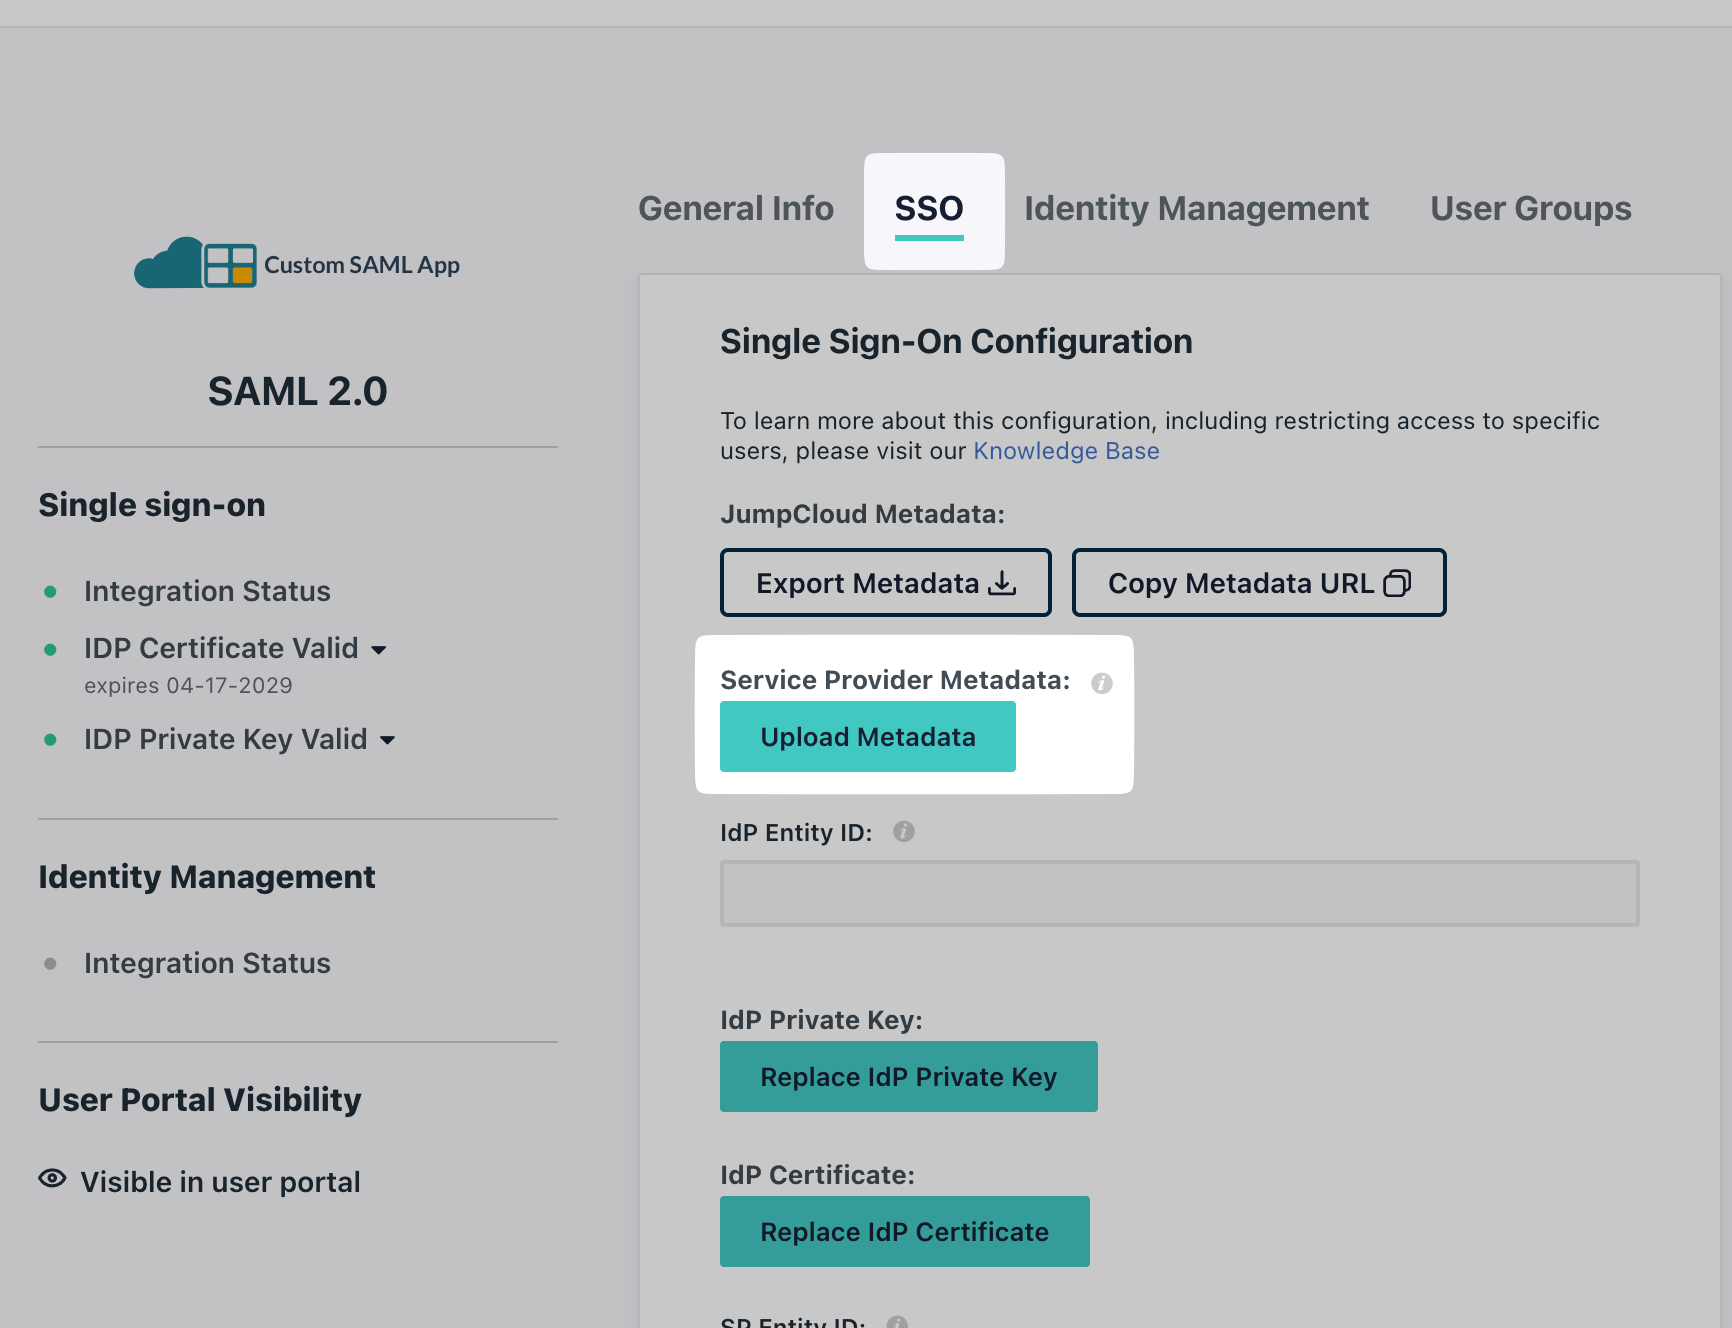 General Info
SSO
Identity Management
User Groups
Custom SAML App
SAML 2.0
Single sign-on
Integration Status
IDP Certificate Valid
expires 04-17-2029
IDP Private Key Valid
Identity Management
Integration Status
User Portal Visibility
Visible in user portal
Single Sign-On Configuration
To learn more about this configuration, including restricting access to specific
users, please visit our Knowledge Base
JumpCloud Metadata:
Export Metadata
Copy Metadata URL
Service Provider Metadata:
Upload Metadata
IdP Entity ID:
IdP Private Key:
Replace IdP Private Key
IdP Certificate:
Replace IdP Certificate
SP Entity ID: